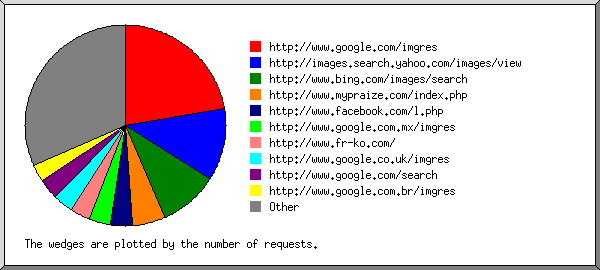 http://www.google.com/imgres
http://images.search.yahoo.com/images/view
http://www.bing.com/images/search
http://www.mypraize.com/index.php
http://www.facebook.com/l.php
http://www.google.com.mx/imgres
http://www.fr-ko.com/
http://www.google.co.uk/imgres
http://www.google.com/search
http://www.google.com.br/imgres
Other
The wedges are plotted by the number of requests.